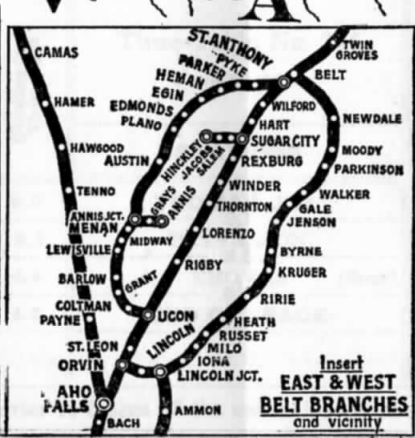 ST. ANTHONY
PYKE
PARKER
HEMAN
EGIN
EDMONDS
PLANO
AUSTIN
CAMAS
HAMER
HAWGOOD
TENNO
ANNIS JCT.
MENAN
LEWISVILLE
MIDWAY
BARLOW
GRANT
COLTMAN
PAYNE
ST. LEON
ORVIN
AHO
FALLS
BACH
TWIN
GROVES
BELT
WILFORD
HART
SUGAR CITY
HINCKLEY
JACOBS
SALEM
REXBURG
GRAYS
ANNIS
WINDER
THORNTON
LORENZO
RIGBY
UCON
LINCOLN
NEWDALE
MOODY
PARKINSON
WALKER
GALE
JENSON
BYRNE
KRUGER
RIRIE
HEATH
RUSSET
MILO
IONA
LINCOLN JCT.
AMMON
Insert
EAST & WEST
BELT BRANCHES
and vicinity